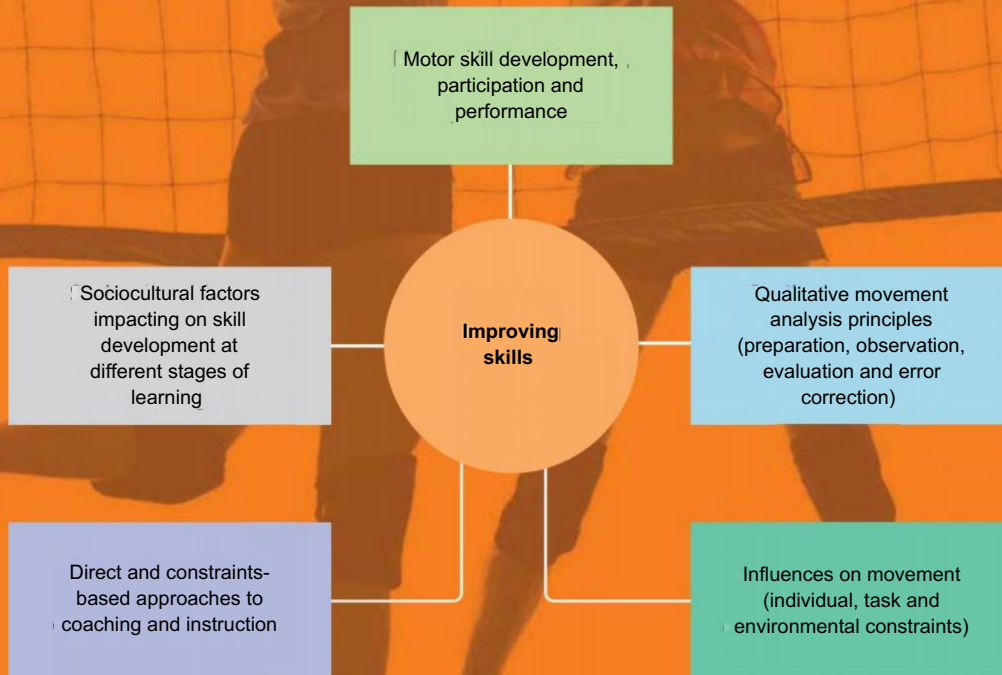 Motor skill development,
participation and
performance
Sociocultural factors
impacting on skill
development at
different stages of
learning
Improving
skills
Qualitative movement
analysis principles
(preparation, observation,
evaluation and error
correction)
Direct and constraints-
based approaches to
coaching and instruction
Influences on movement
(individual, task and
environmental constraints)